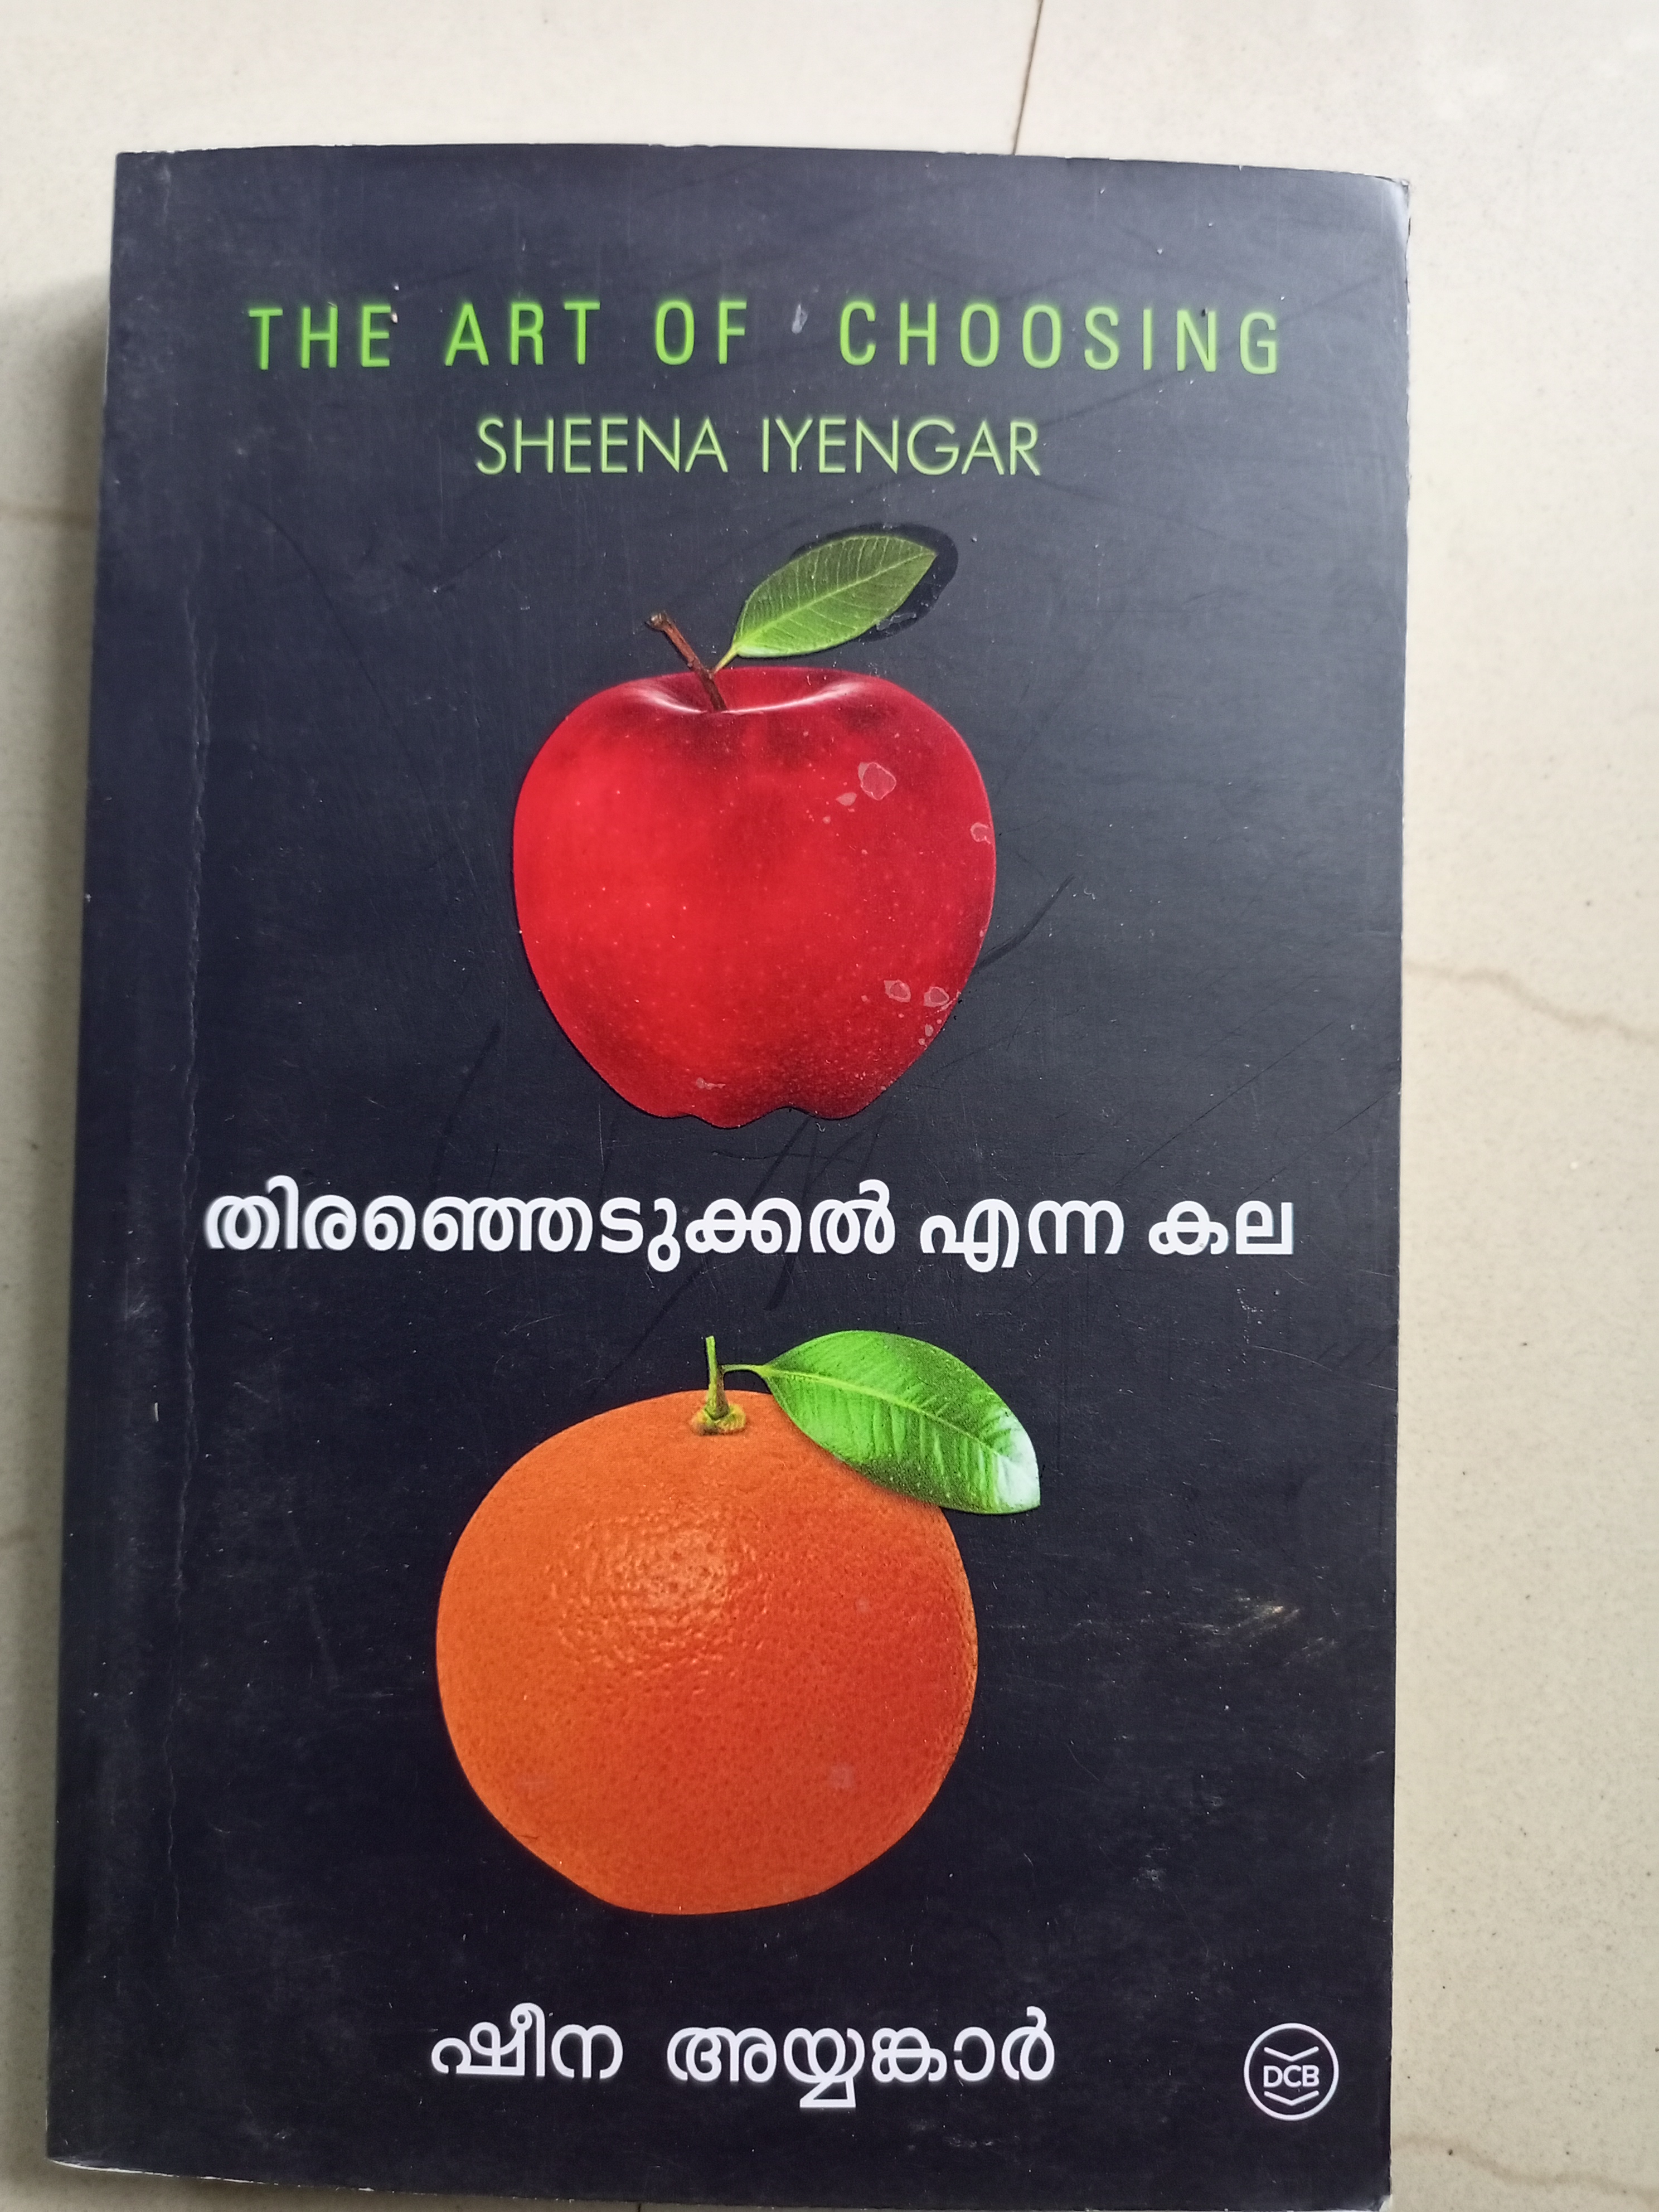 THE ART OF CHOOSING
SHEENA IYENGAR
തിരഞ്ഞെടുക്കൽ എന്ന കല
ഷീന അയ്യങ്കാർ
DCB